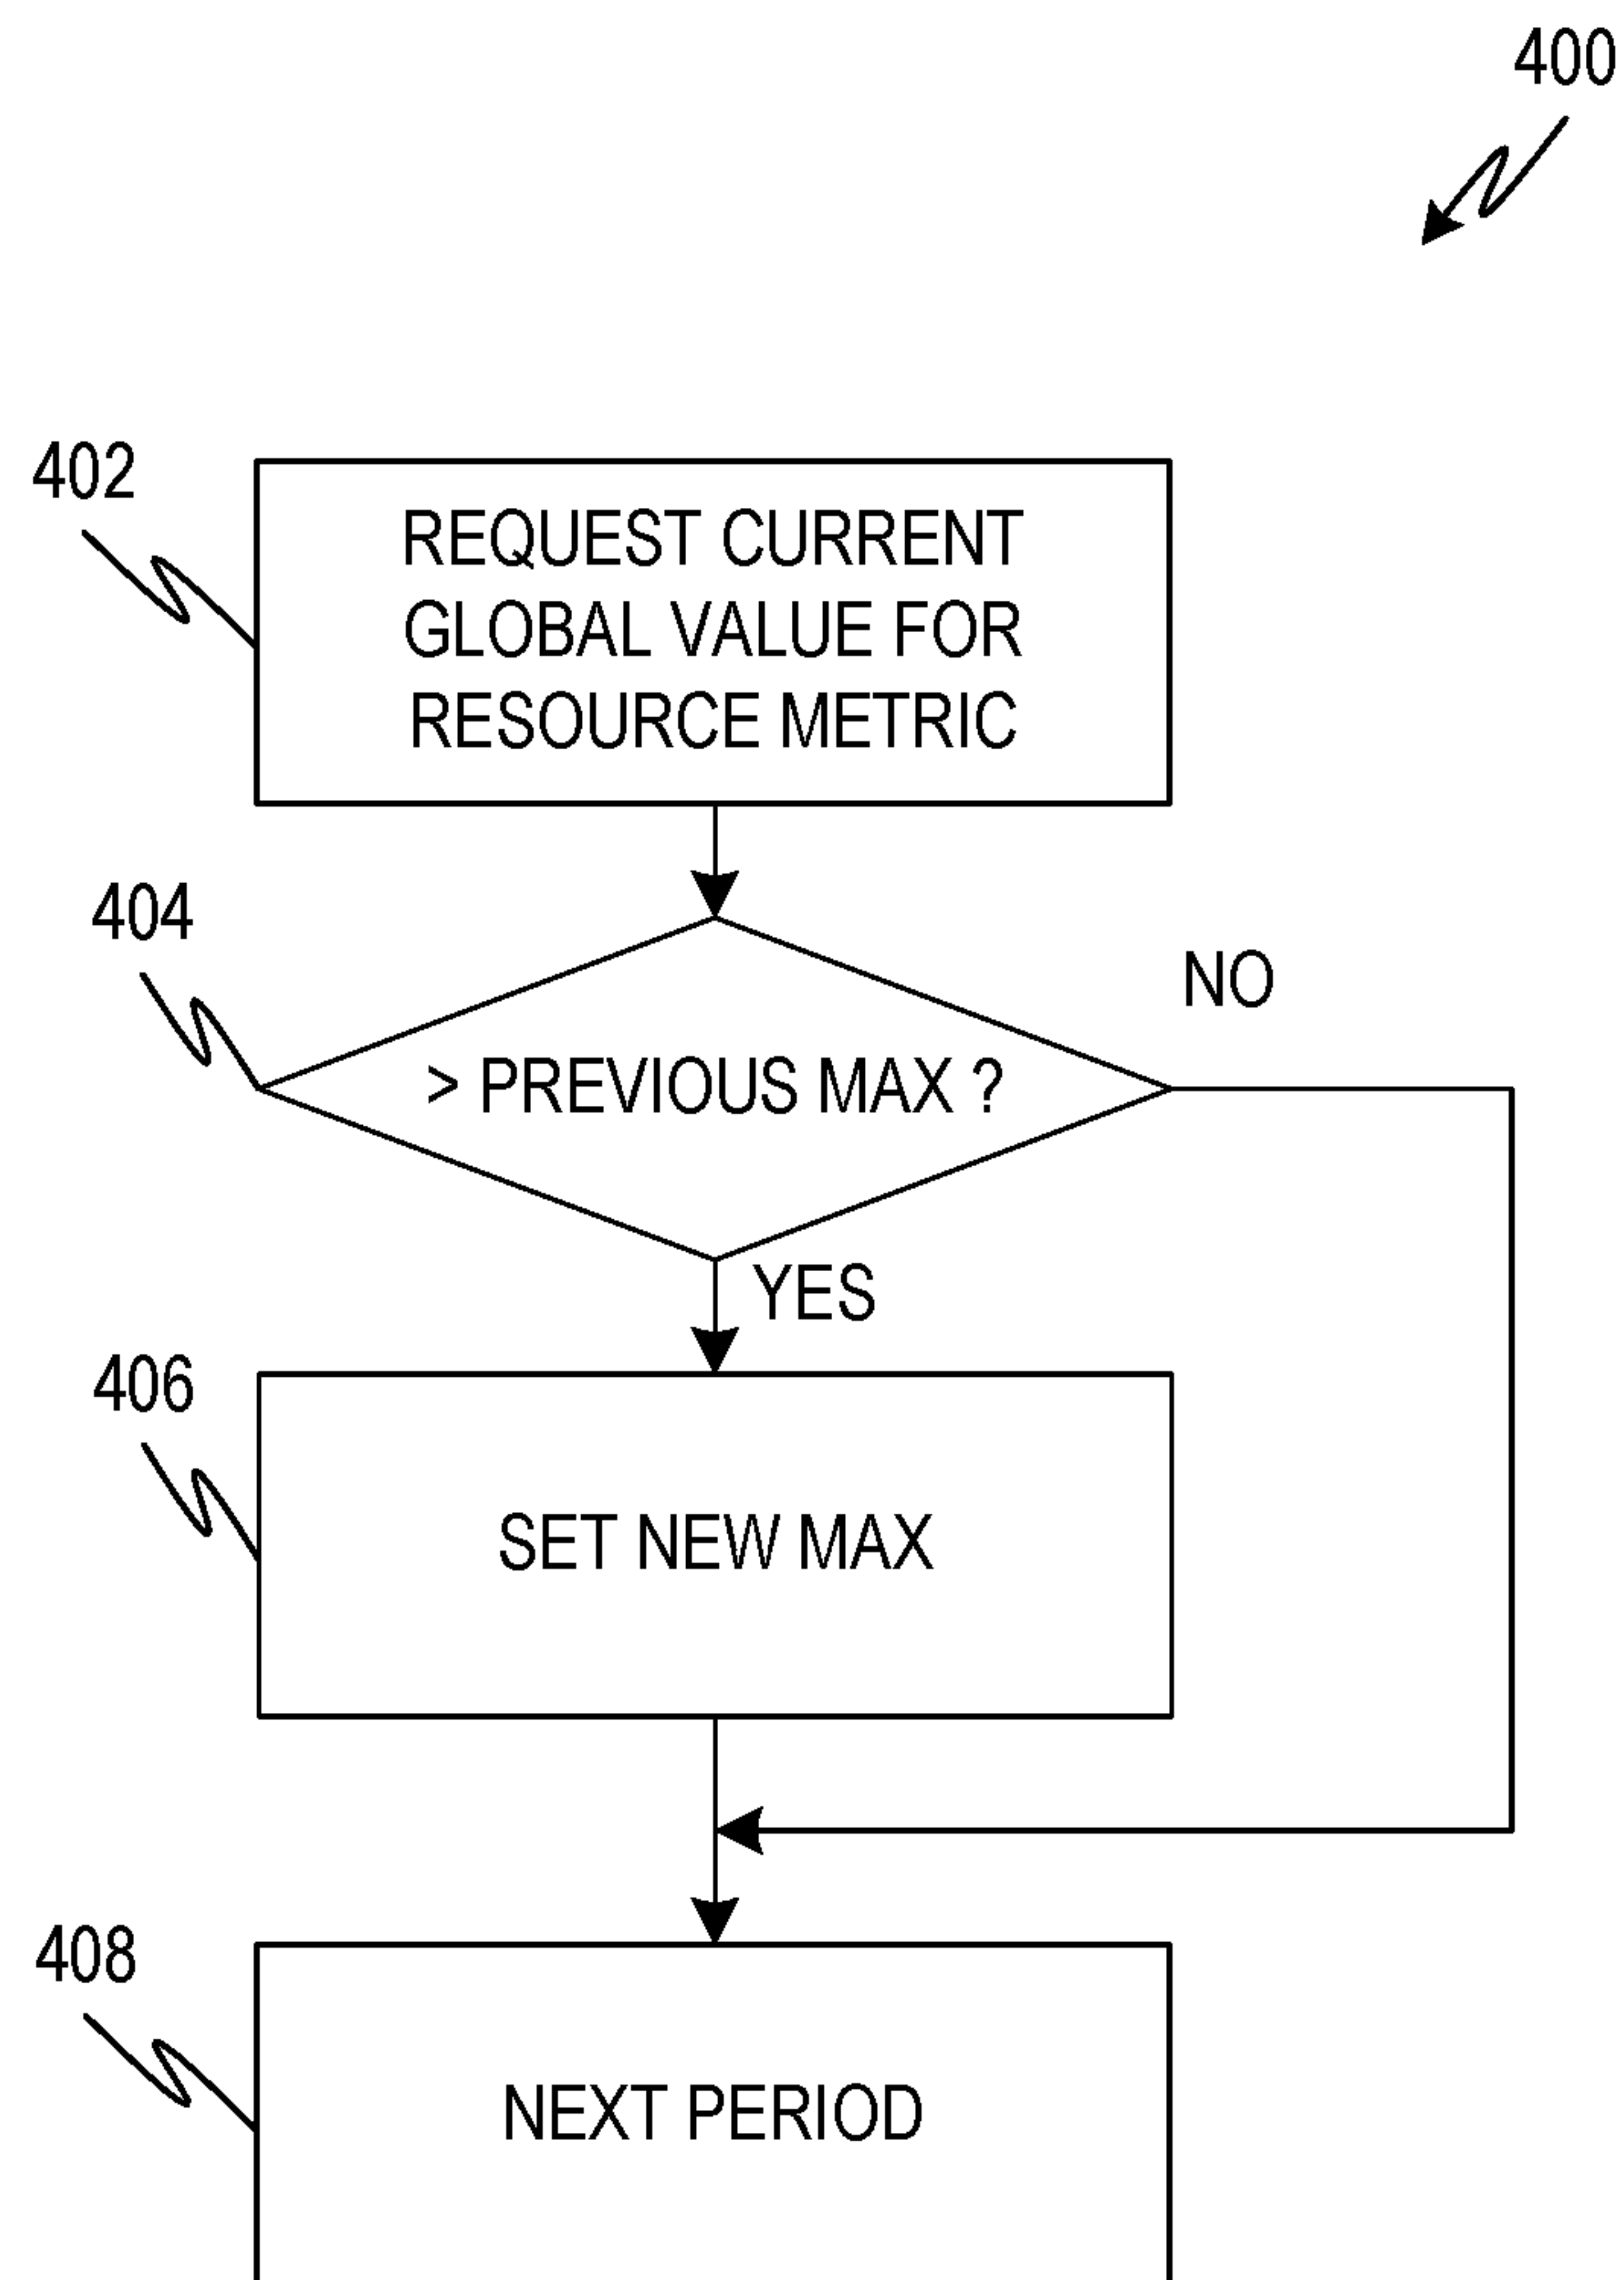 400
402
REQUEST CURRENT
GLOBAL VALUE FOR
RESOURCE METRIC
404
NO
> PREVIOUS MAX ?
YES
406
SET NEW MAX
408
NEXT PERIOD